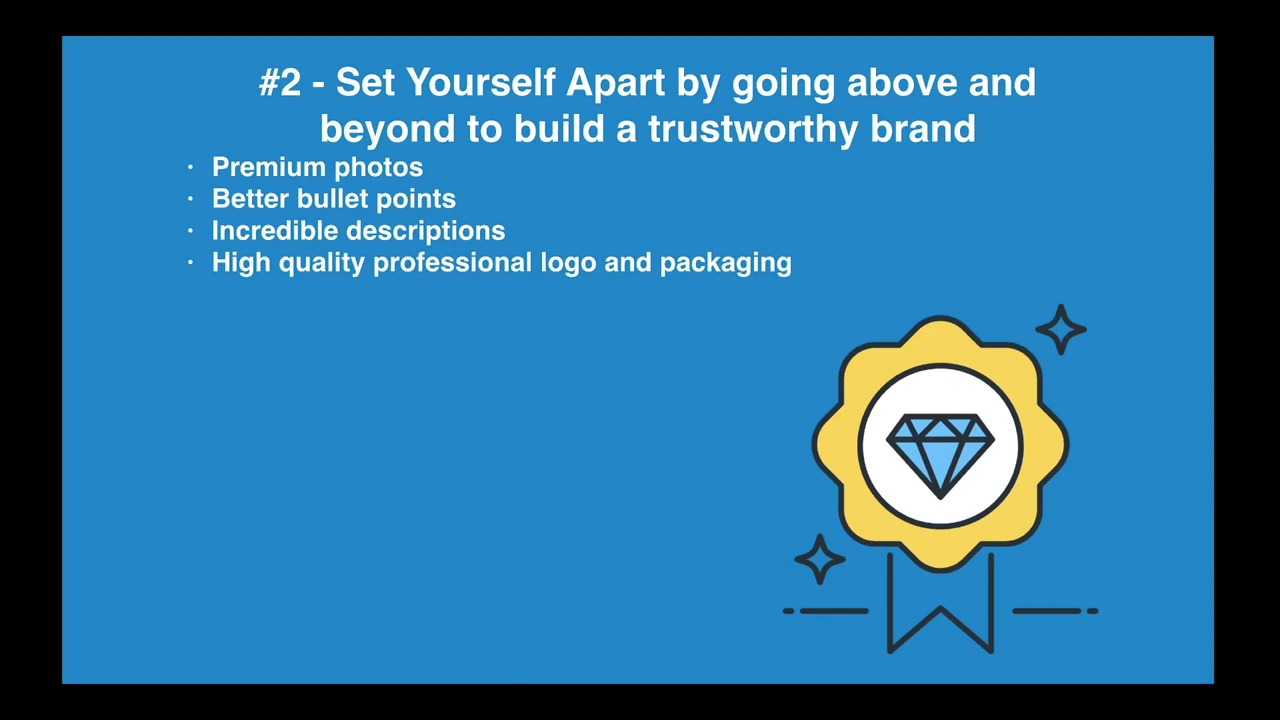 #2 - Set Yourself Apart by going above and
beyond to build a trustworthy brand
· Premium photos
· Better bullet points
· Incredible descriptions
· High quality professional logo and packaging